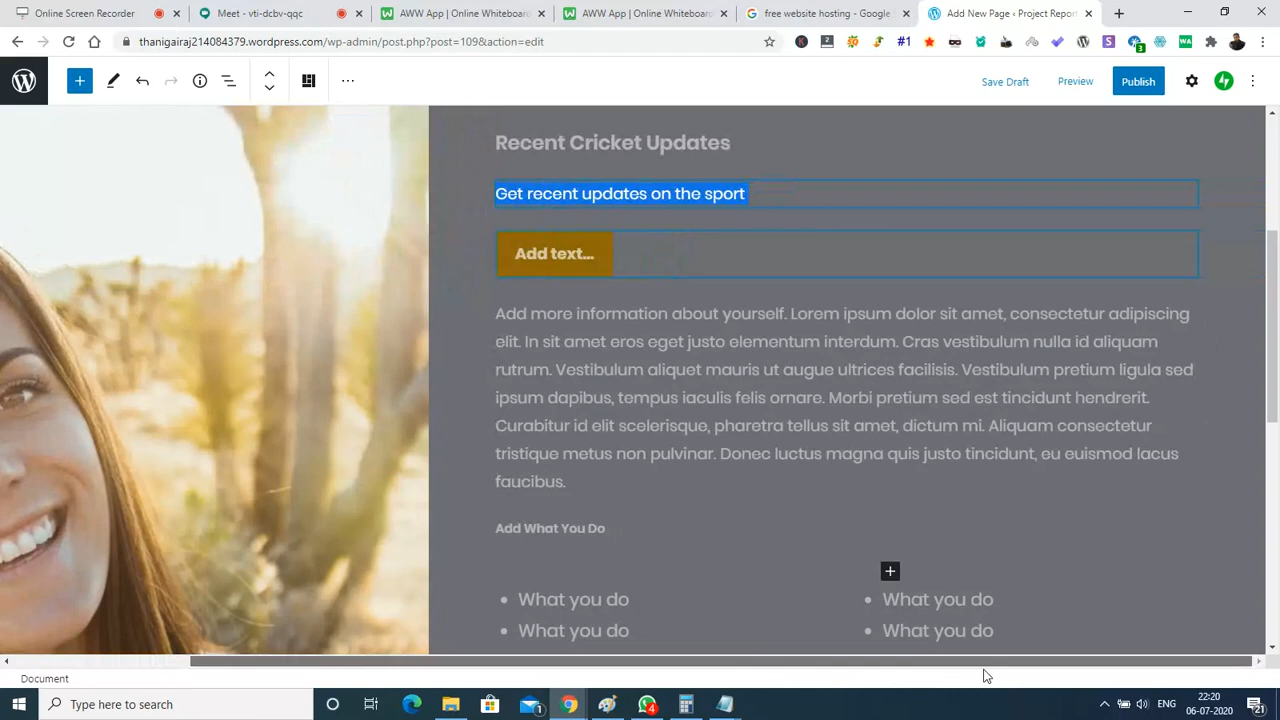 Online Screen Recorder
Meet - vti-dcbv-qqc
AWW App | Online Whiteboard
AWW App | Online Whiteboard
free website hosting - Google
Add New Page ‹ Project Report
thanigairaj214084379.wordpress.com/wp-admin/post.php?post=109&action=edit
#1
Save Draft
Preview
Publish
Recent Cricket Updates
Get recent updates on the sport
Add text...
Add more information about yourself. Lorem ipsum dolor sit amet, consectetur adipiscing
elit. In sit amet eros eget justo elementum interdum. Cras vestibulum nulla id aliquam
rutrum. Vestibulum aliquet mauris ut augue ultrices facilisis. Vestibulum pretium ligula sed
ipsum dapibus, tempus iaculis felis ornare. Morbi pretium sed est tincidunt hendrerit.
Curabitur id elit scelerisque, pharetra tellus sit amet, dictum mi. Aliquam consectetur
tristique metus non pulvinar. Donec luctus magna quis justo tincidunt, eu euismod lacus
faucibus.
Add What You Do
• What you do
• What you do
• What you do
• What you do
Document
Type here to search
ENG
22:20
06-07-2020